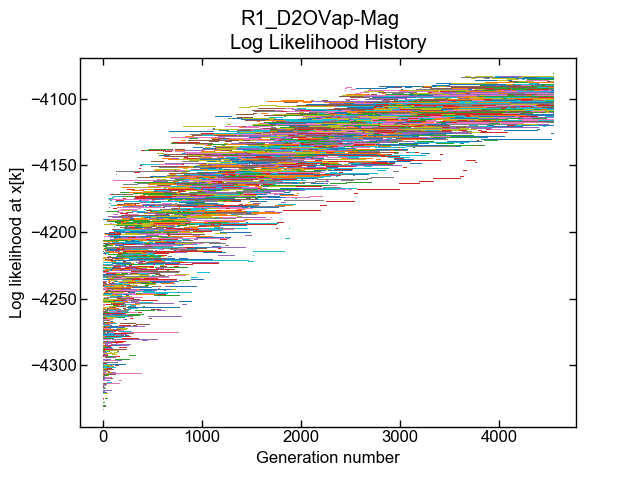 R1_D2OVap-Mag
Log Likelihood History
Log likelihood at x[k]
−4100
−4150
−4200
−4250
−4300
0
1000
2000
3000
4000
Generation number